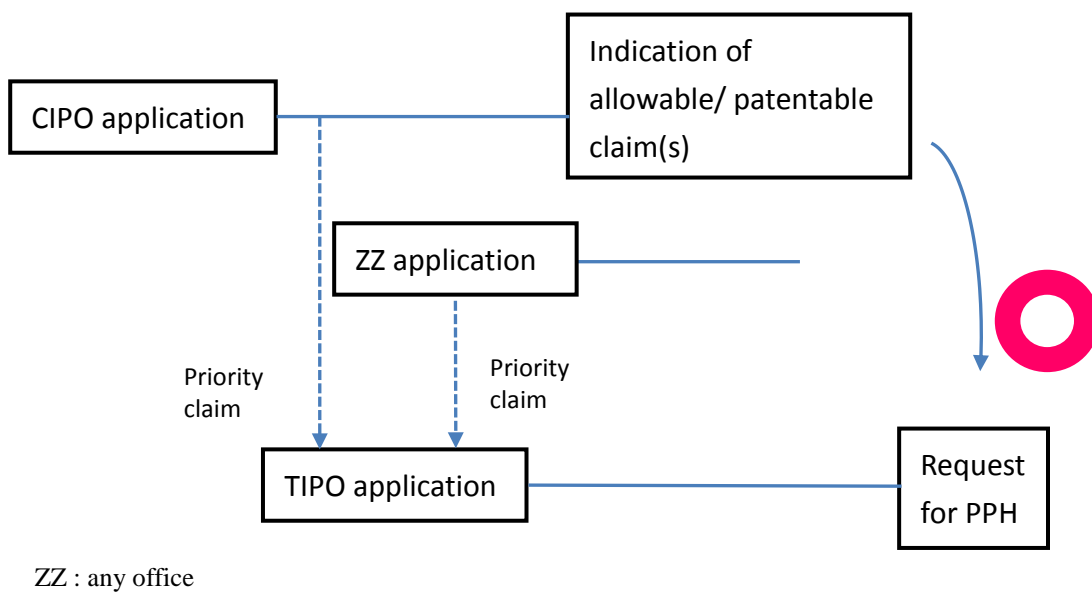 Indication of
allowable/ patentable
claim(s)
CIPO application
ZZ application
Priority
claim
Priority
claim
TIPO application
Request
for PPH
ZZ : any office